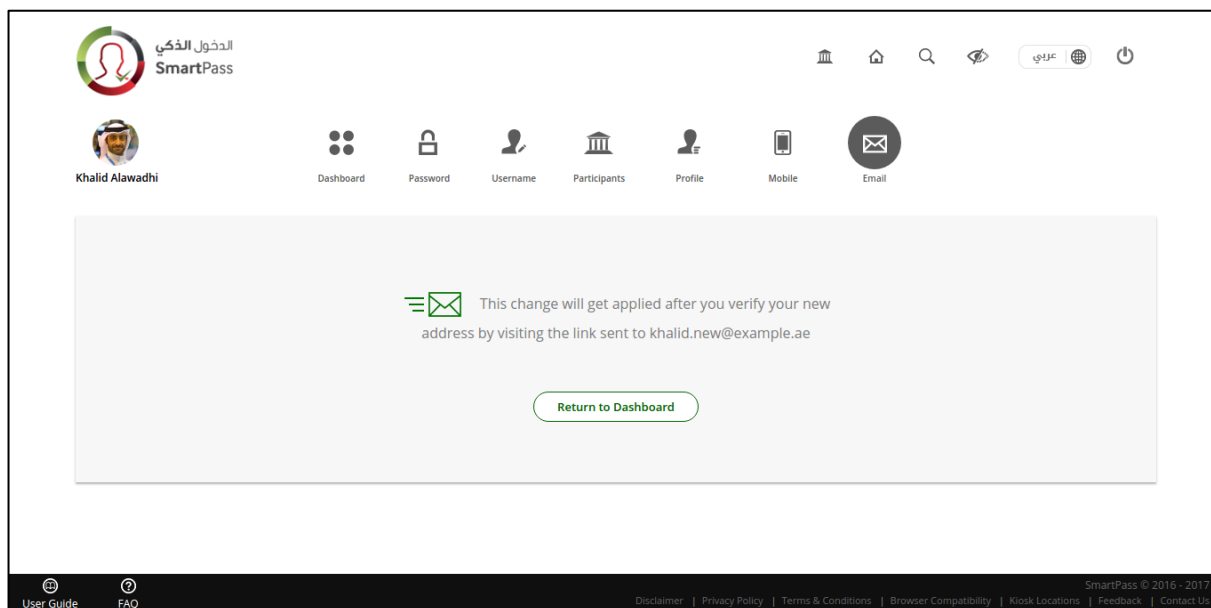 الدخول الذكي
SmartPass
عربي
Khalid Alawadhi
Dashboard
Password
Username
Participants
Profile
Mobile
Email
This change will get applied after you verify your new
address by visiting the link sent to khalid.new@example.ae
Return to Dashboard
User Guide
FAQ
SmartPass © 2016 - 2017
Disclaimer | Privacy Policy | Terms & Conditions | Browser Compatibility | Kiosk Locations | Feedback | Contact Us